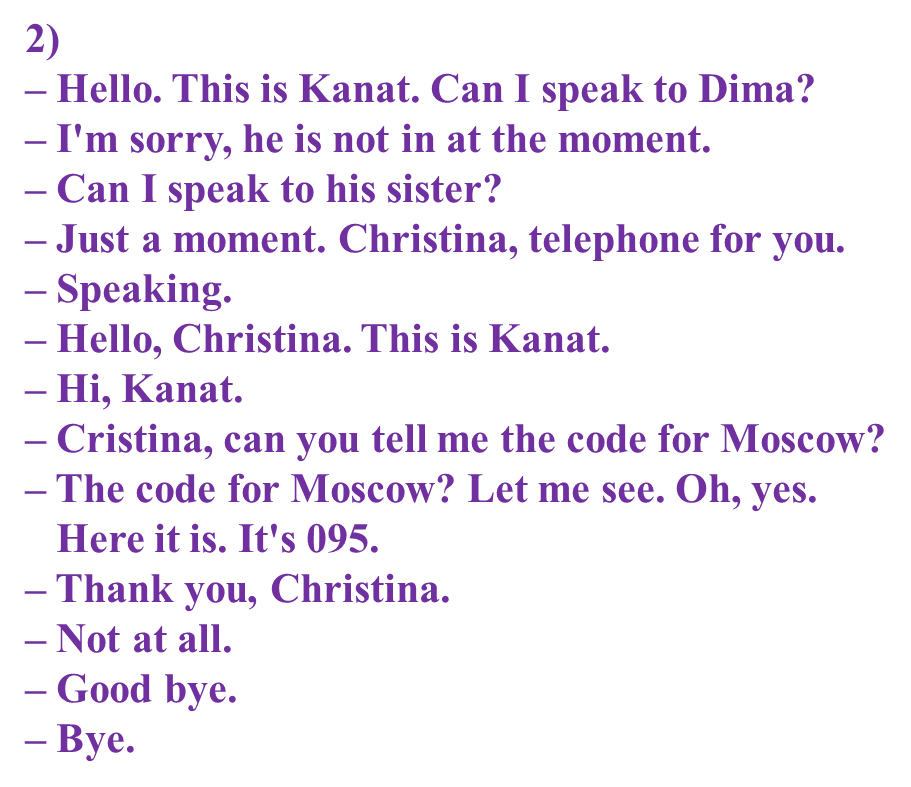 2)
– Hello. This is Kanat. Can I speak to Dima?
– I'm sorry, he is not in at the moment.
– Can I speak to his sister?
– Just a moment. Christina, telephone for you.
– Speaking.
– Hello, Christina. This is Kanat.
– Hi, Kanat.
– Cristina, can you tell me the code for Moscow?
– The code for Moscow? Let me see. Oh, yes.
Here it is. It's 095.
– Thank you, Christina.
– Not at all.
– Good bye.
– Bye.